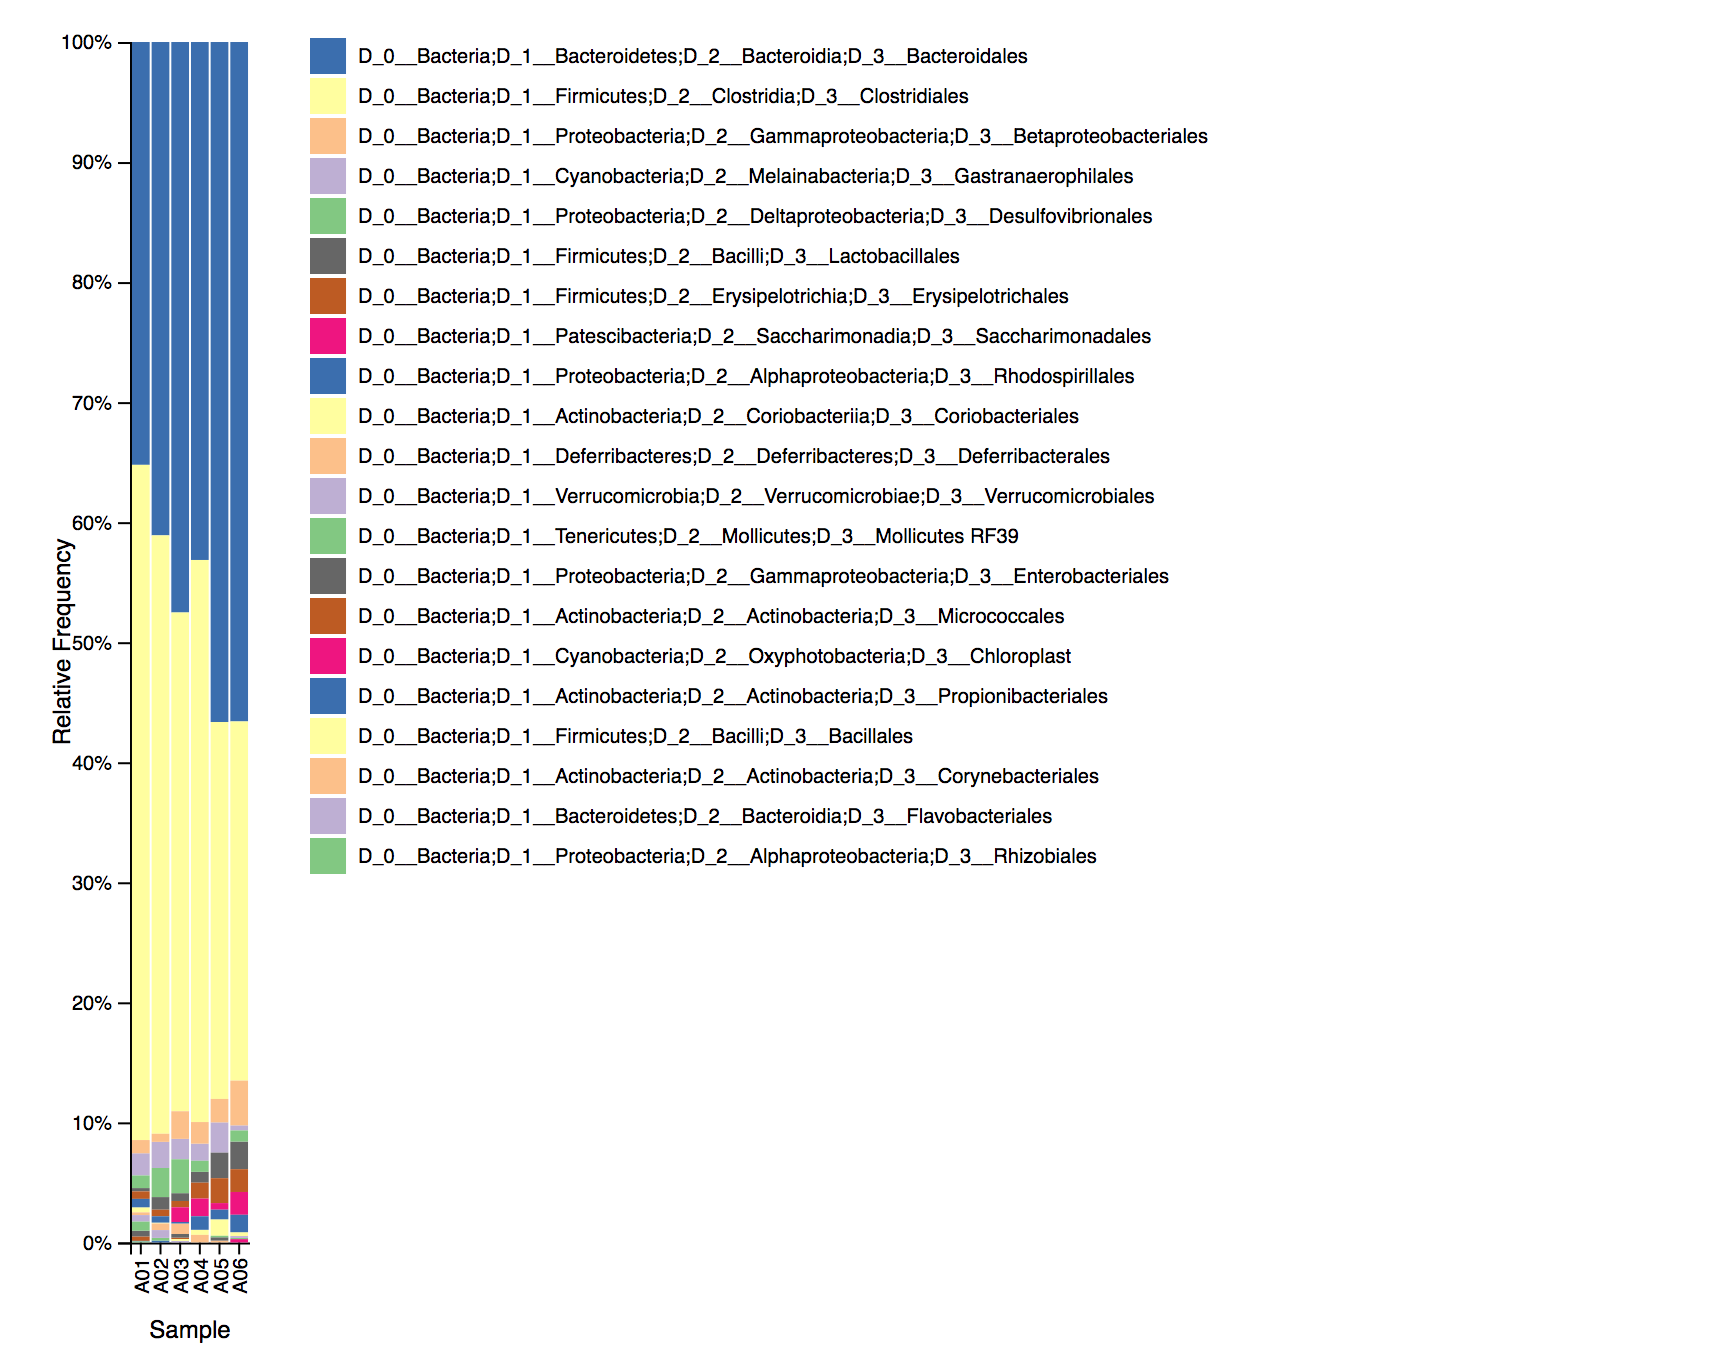 100%
90%
80%
70%
60%
50%
40%
30%
20%
10%
0%
Relative Frequency
A01
A02
A03
A04
A05
A06
Sample
D_0__Bacteria;D_1__Bacteroidetes;D_2__Bacteroidia;D_3__Bacteroidales
D_0__Bacteria;D_1__Firmicutes;D_2__Clostridia;D_3__Clostridiales
D_0__Bacteria;D_1__Proteobacteria;D_2__Gammaproteobacteria;D_3__Betaproteobacteriales
D_0__Bacteria;D_1__Cyanobacteria;D_2__Melainabacteria;D_3__Gastranaerophilales
D_0__Bacteria;D_1__Proteobacteria;D_2__Deltaproteobacteria;D_3__Desulfovibrionales
D_0__Bacteria;D_1__Firmicutes;D_2__Bacilli;D_3__Lactobacillales
D_0__Bacteria;D_1__Firmicutes;D_2__Erysipelotrichia;D_3__Erysipelotrichales
D_0__Bacteria;D_1__Patescibacteria;D_2__Saccharimonadia;D_3__Saccharimonadales
D_0__Bacteria;D_1__Proteobacteria;D_2__Alphaproteobacteria;D_3__Rhodospirillales
D_0__Bacteria;D_1__Actinobacteria;D_2__Coriobacteriia;D_3__Coriobacteriales
D_0__Bacteria;D_1__Deferribacteres;D_2__Deferribacteres;D_3__Deferribacterales
D_0__Bacteria;D_1__Verrucomicrobia;D_2__Verrucomicrobiae;D_3__Verrucomicrobiales
D_0__Bacteria;D_1__Tenericutes;D_2__Mollicutes;D_3__Mollicutes RF39
D_0__Bacteria;D_1__Proteobacteria;D_2__Gammaproteobacteria;D_3__Enterobacteriales
D_0__Bacteria;D_1__Actinobacteria;D_2__Actinobacteria;D_3__Micrococcales
D_0__Bacteria;D_1__Cyanobacteria;D_2__Oxyphotobacteria;D_3__Chloroplast
D_0__Bacteria;D_1__Actinobacteria;D_2__Actinobacteria;D_3__Propionibacteriales
D_0__Bacteria;D_1__Firmicutes;D_2__Bacilli;D_3__Bacillales
D_0__Bacteria;D_1__Actinobacteria;D_2__Actinobacteria;D_3__Corynebacteriales
D_0__Bacteria;D_1__Bacteroidetes;D_2__Bacteroidia;D_3__Flavobacteriales
D_0__Bacteria;D_1__Proteobacteria;D_2__Alphaproteobacteria;D_3__Rhizobiales